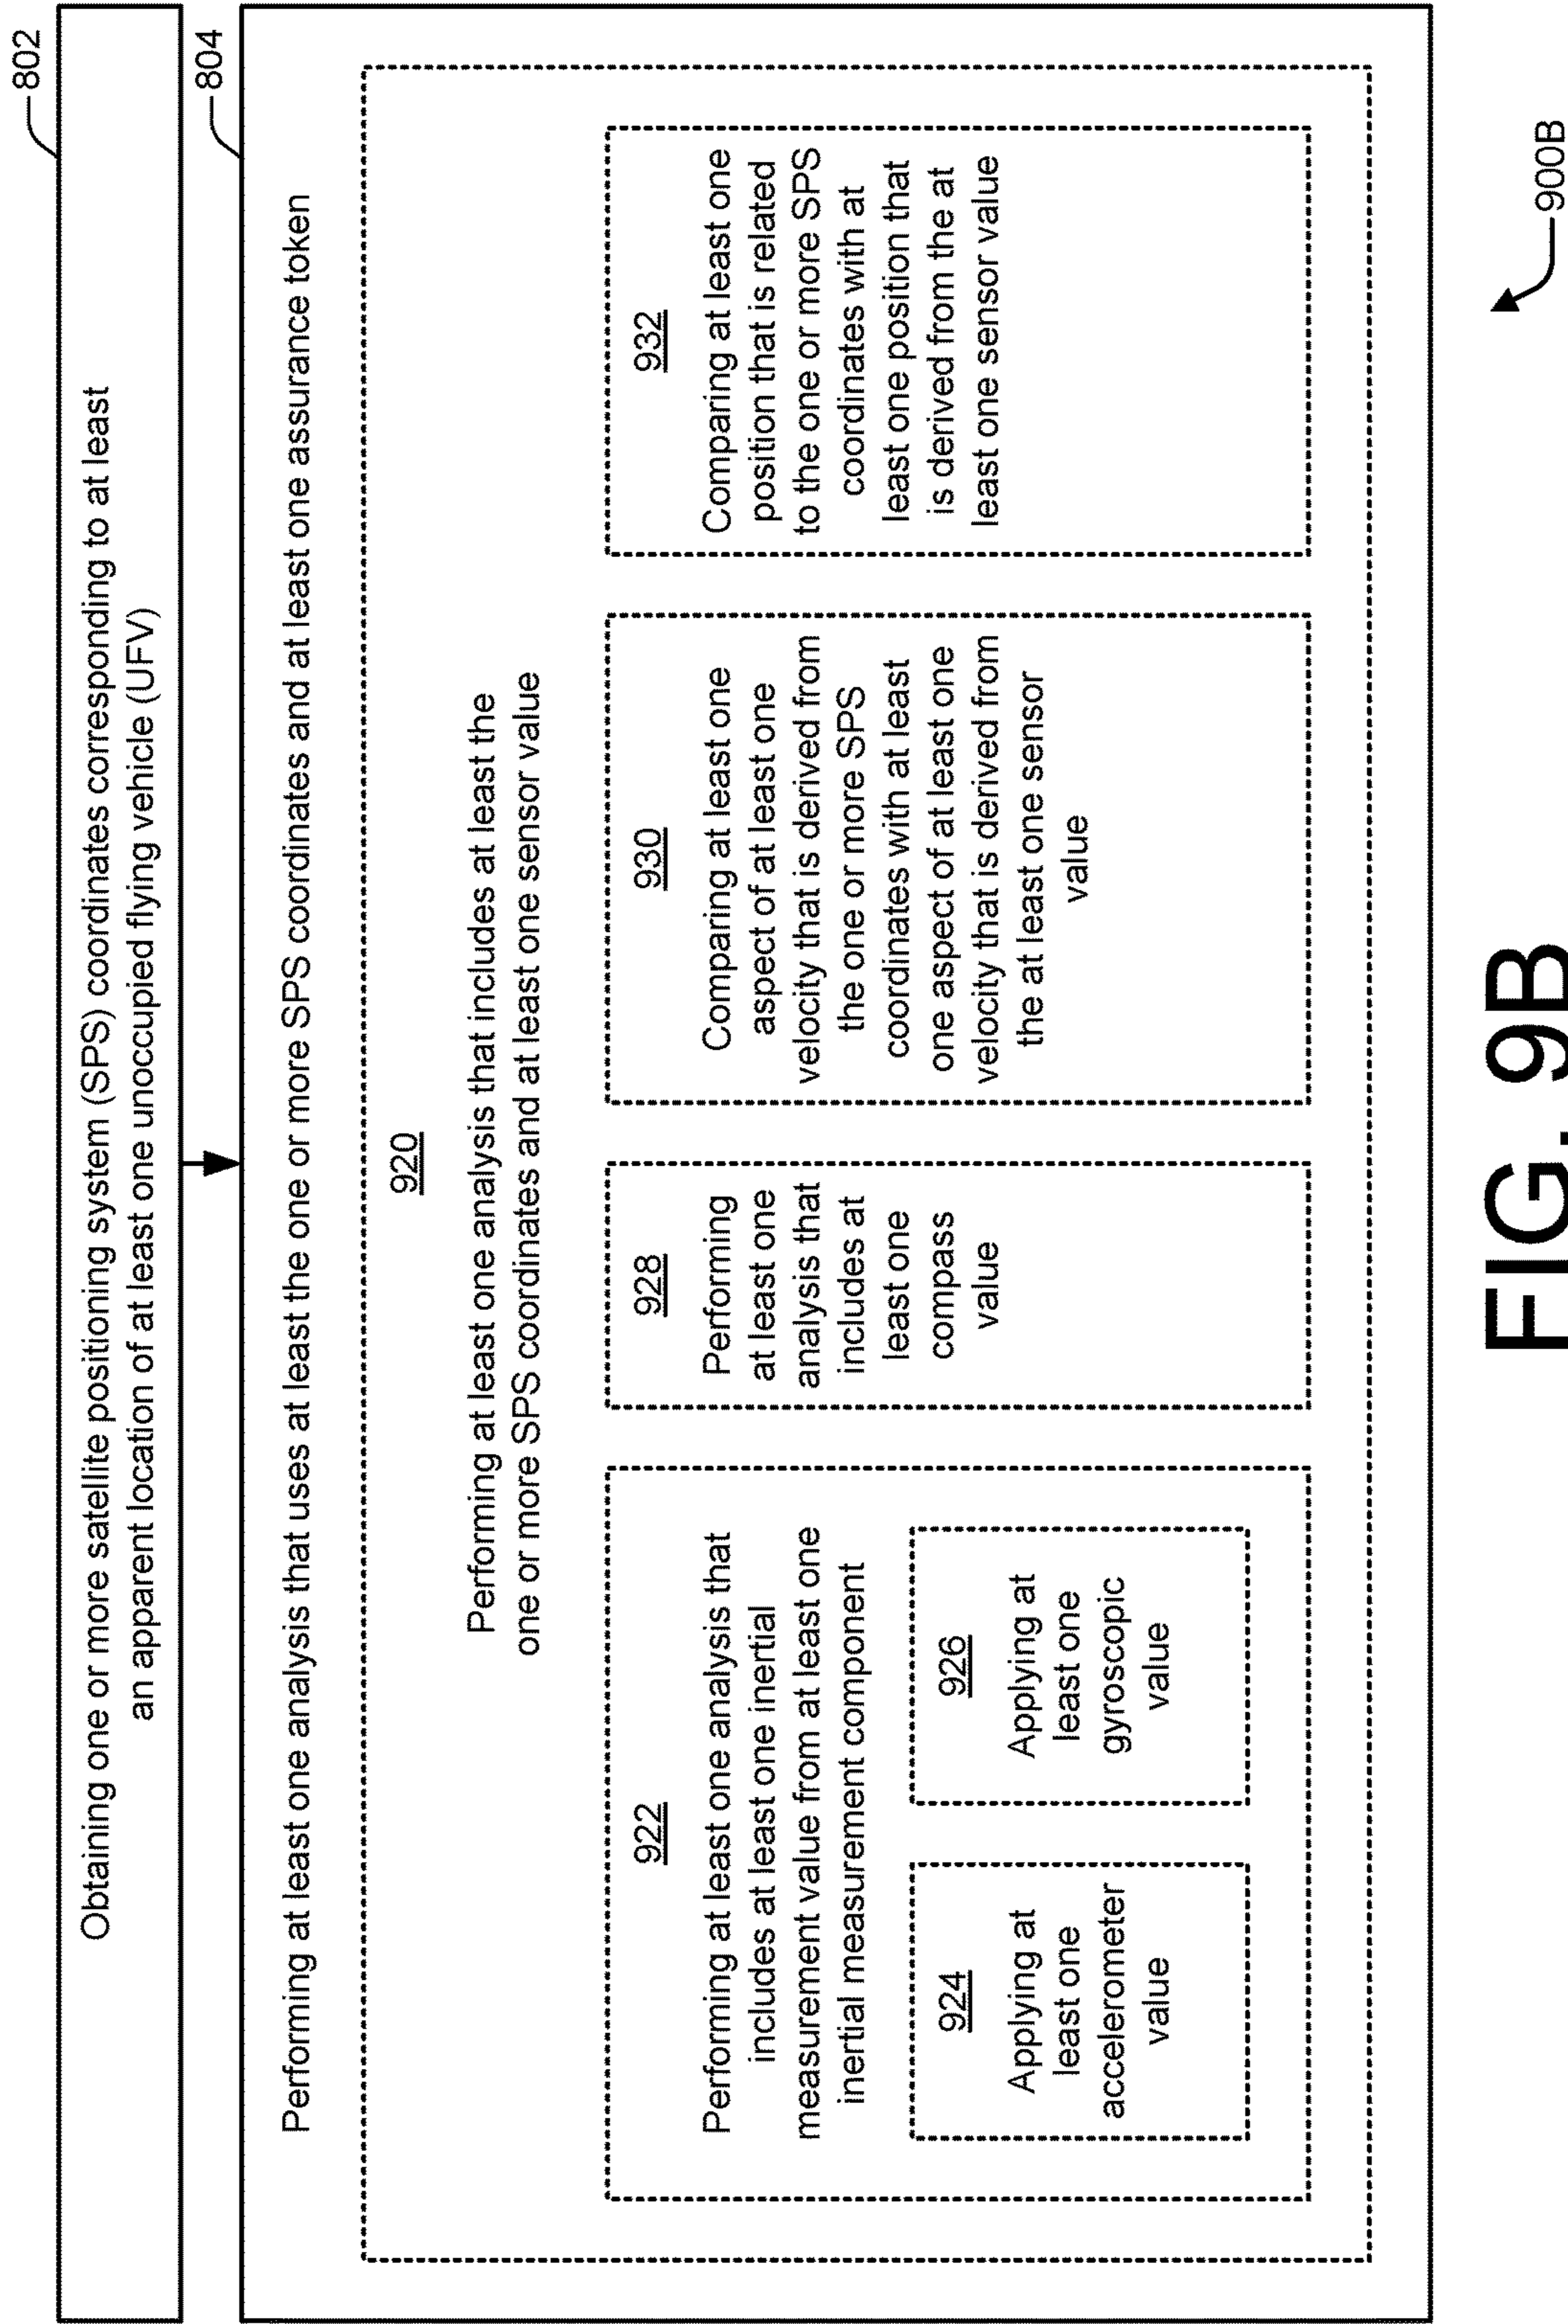 802
Obtaining one or more satellite positioning system (SPS) coordinates corresponding to at least
an apparent location of at least one unoccupied flying vehicle (UFV)
804
Performing at least one analysis that uses at least the one or more SPS coordinates and at least one assurance token
920
Performing at least one analysis that includes at least the
one or more SPS coordinates and at least one sensor value
922
Performing at least one analysis that
includes at least one inertial
measurement value from at least one
inertial measurement component
924
Applying at
least one
accelerometer
value
926
Applying at
least one
gyroscopic
value
928
Performing
at least one
analysis that
includes at
least one
compass
value
930
Comparing at least one
aspect of at least one
velocity that is derived from
the one or more SPS
coordinates with at least
one aspect of at least one
velocity that is derived from
the at least one sensor
value
932
Comparing at least one
position that is related
to the one or more SPS
coordinates with at
least one position that
is derived from the at
least one sensor value
900B
FIG. 9B